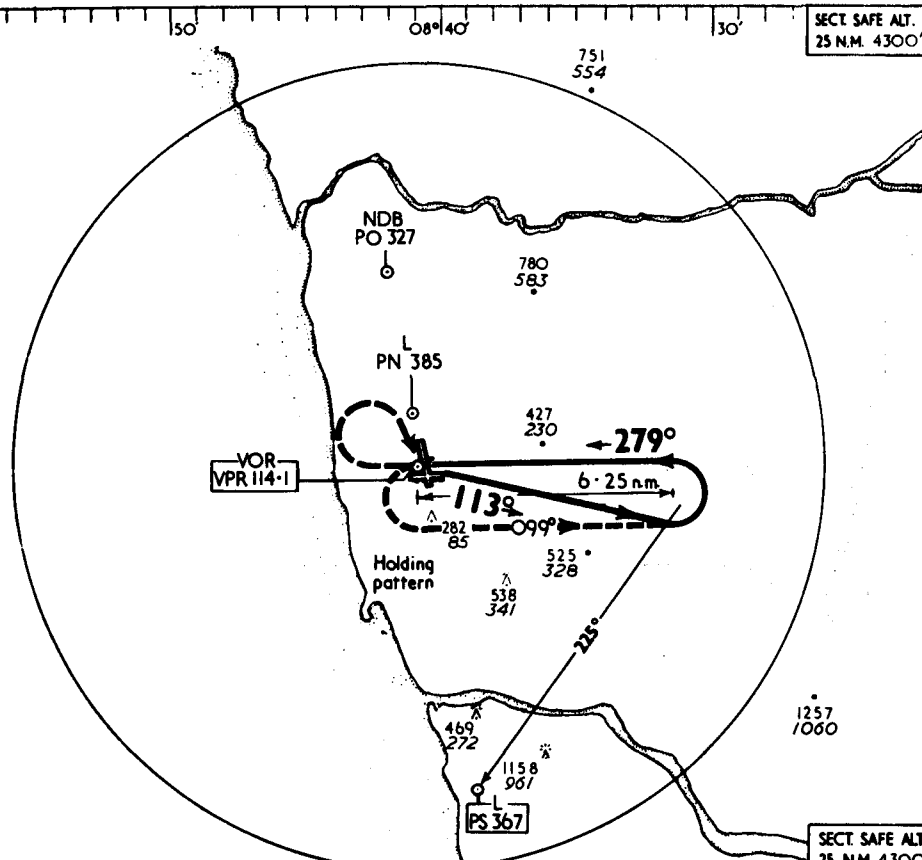 50'
08°40'
30'
SECT. SAFE ALT.
25 N.M. 4300'
751
554
NDB
PO 327
780
583
L
PN 385
427
230
279°
VOR
VPR 114·1
6·25 n.m.
113°
282
85
099°
525
328
Holding
pattern
538
341
225°
469
272
1257
1060
1158
961
L
PS 367
SECT. SAFE ALT
25 N.M. 4300